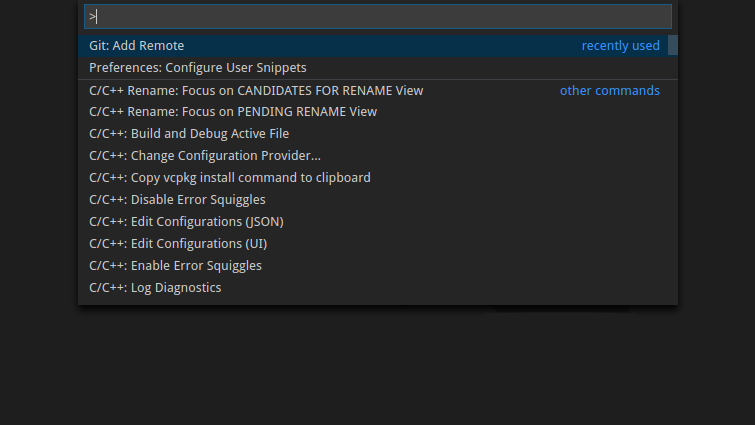 >
Git: Add Remote recently used
Preferences: Configure User Snippets
C/C++ Rename: Focus on CANDIDATES FOR RENAME View other commands
C/C++ Rename: Focus on PENDING RENAME View
C/C++: Build and Debug Active File
C/C++: Change Configuration Provider...
C/C++: Copy vcpkg install command to clipboard
C/C++: Disable Error Squiggles
C/C++: Edit Configurations (JSON)
C/C++: Edit Configurations (UI)
C/C++: Enable Error Squiggles
C/C++: Log Diagnostics